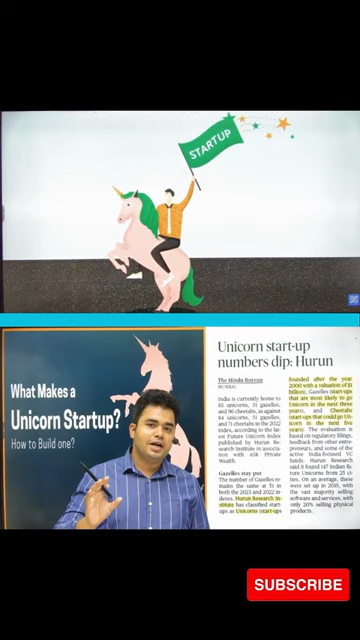 STARTUP
What Makes a
Unicorn Startup?
How to Build one?
Unicorn start-up
numbers dip: Hurun
The Hindu Bureau
MUMBAI
India is currently home to
83 unicorns, 51 gazelles,
and 96 cheetahs, as against
84 unicorns, 51 gazelles,
and 71 cheetahs in the 2022
index, according to the lat-
est Future Unicorn Index
published by Hurun Re-
search Institute in associa-
tion with ASK Private
Wealth.
Gazelles stay put
The number of Gazelles re-
mains the same at 51 in
both the 2023 and 2022 in-
dexes. Hurun Research In-
stitute has classified start-
ups as Unicorns (start-ups
founded after the year
2000 with a valuation of $1
billion), Gazelles (start-ups
that are most likely to go
Unicorn in the next three
years), and Cheetahs
(start-ups that could go Un-
icorn in the next five
years). The evaluation is
based on regulatory filings,
feedback from other entre-
preneurs, and some of the
active India-focused VC
funds. Hurun Research
said it found 147 Indian Fu-
ture Unicorns from 25 ci-
ties. On an average, these
were set up in 2015, with
the vast majority selling
software and services, with
only 20% selling physical
products.
SUBSCRIBE